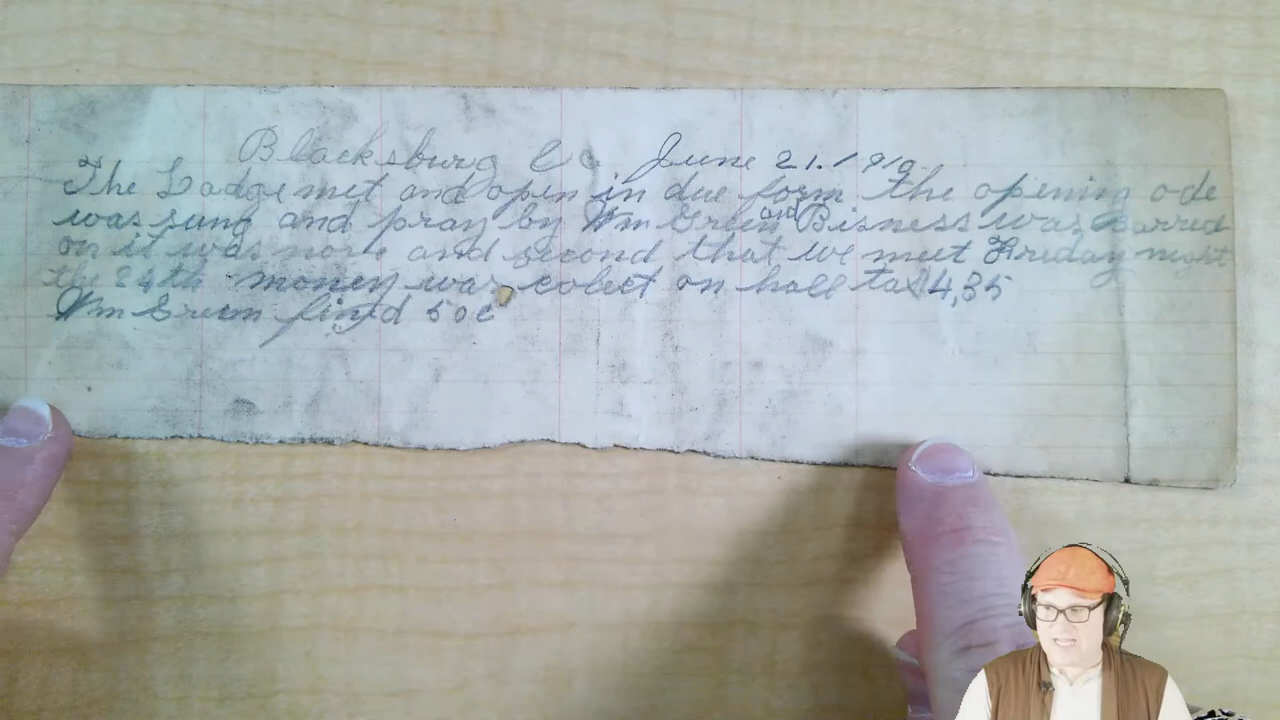 Blacksburg June 21. 1919.
The Lodge met and open in due form the opening ode
was sung and pray by Wm Green and Bisness was carred
on it was move and second that we meet Friday night
the 24th money was colect on hall tax 4,35
Wm Green fined 50c